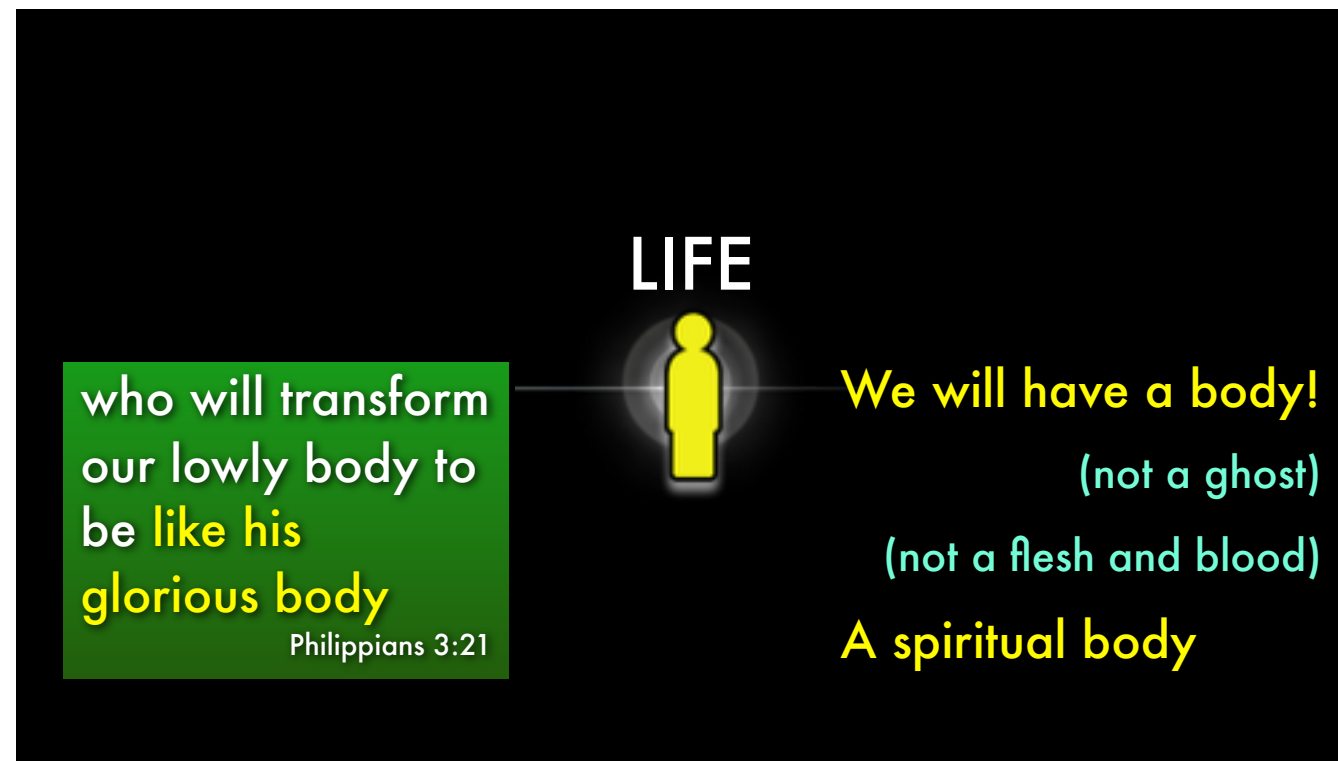 LIFE
who will transform
our lowly body to
be like his
glorious body
Philippians 3:21
We will have a body!
(not a ghost)
(not a flesh and blood)
A spiritual body